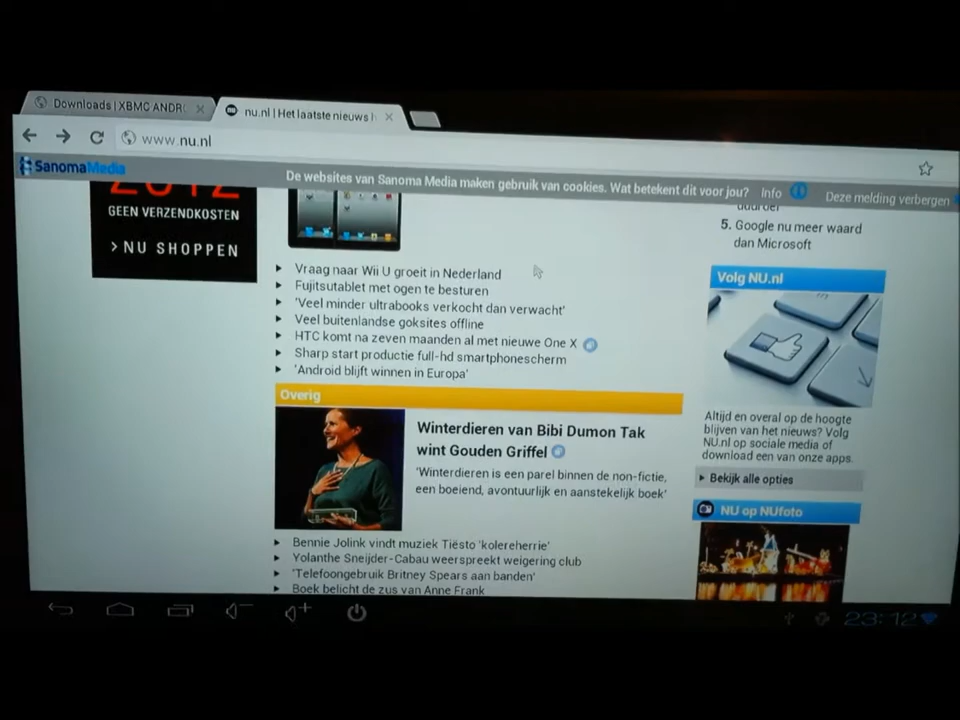 Downloads | XBMC ANDR
nu.nl | Het laatste nieuws
www.nu.nl
SanomaMedia
De websites van Sanoma Media maken gebruik van cookies. Wat betekent dit voor jou? Info
Deze melding verbergen
2012
GEEN VERZENDKOSTEN
> NU SHOPPEN
Vraag naar Wii U groeit in Nederland
Fujitsutablet met ogen te besturen
'Veel minder ultrabooks verkocht dan verwacht'
Veel buitenlandse goksites offline
HTC komt na zeven maanden al met nieuwe One X
Sharp start productie full-hd smartphonescherm
'Android blijft winnen in Europa'
Overig
Winterdieren van Bibi Dumon Tak
wint Gouden Griffel
'Winterdieren is een parel binnen de non-fictie,
een boeiend, avontuurlijk en aanstekelijk boek'
Bennie Jolink vindt muziek Tiësto 'kolereherrie'
Yolanthe Sneijder-Cabau weerspreekt weigering club
'Telefoongebruik Britney Spears aan banden'
Boek belicht de zus van Anne Frank
5. Google nu meer waard
dan Microsoft
Volg NU.nl
Altijd en overal op de hoogte
blijven van het nieuws? Volg
NU.nl op sociale media of
download een van onze apps.
Bekijk alle opties
NU op NUfoto
23:12